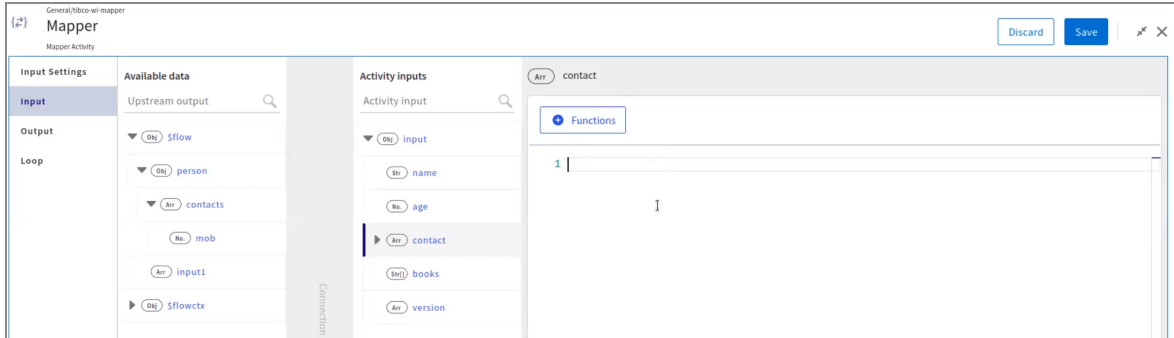 General/tibco-wi-mapper
Mapper
Mapper Activity
Discard
Save
Input Settings
Input
Output
Loop
Available data
Upstream output
Obj $flow
Obj person
Arr contacts
No. mob
Arr input1
Obj $flowctx
Connection
Activity inputs
Activity input
Obj input
Str name
No. age
Arr contact
Str[] books
Arr version
Arr contact
Functions
1